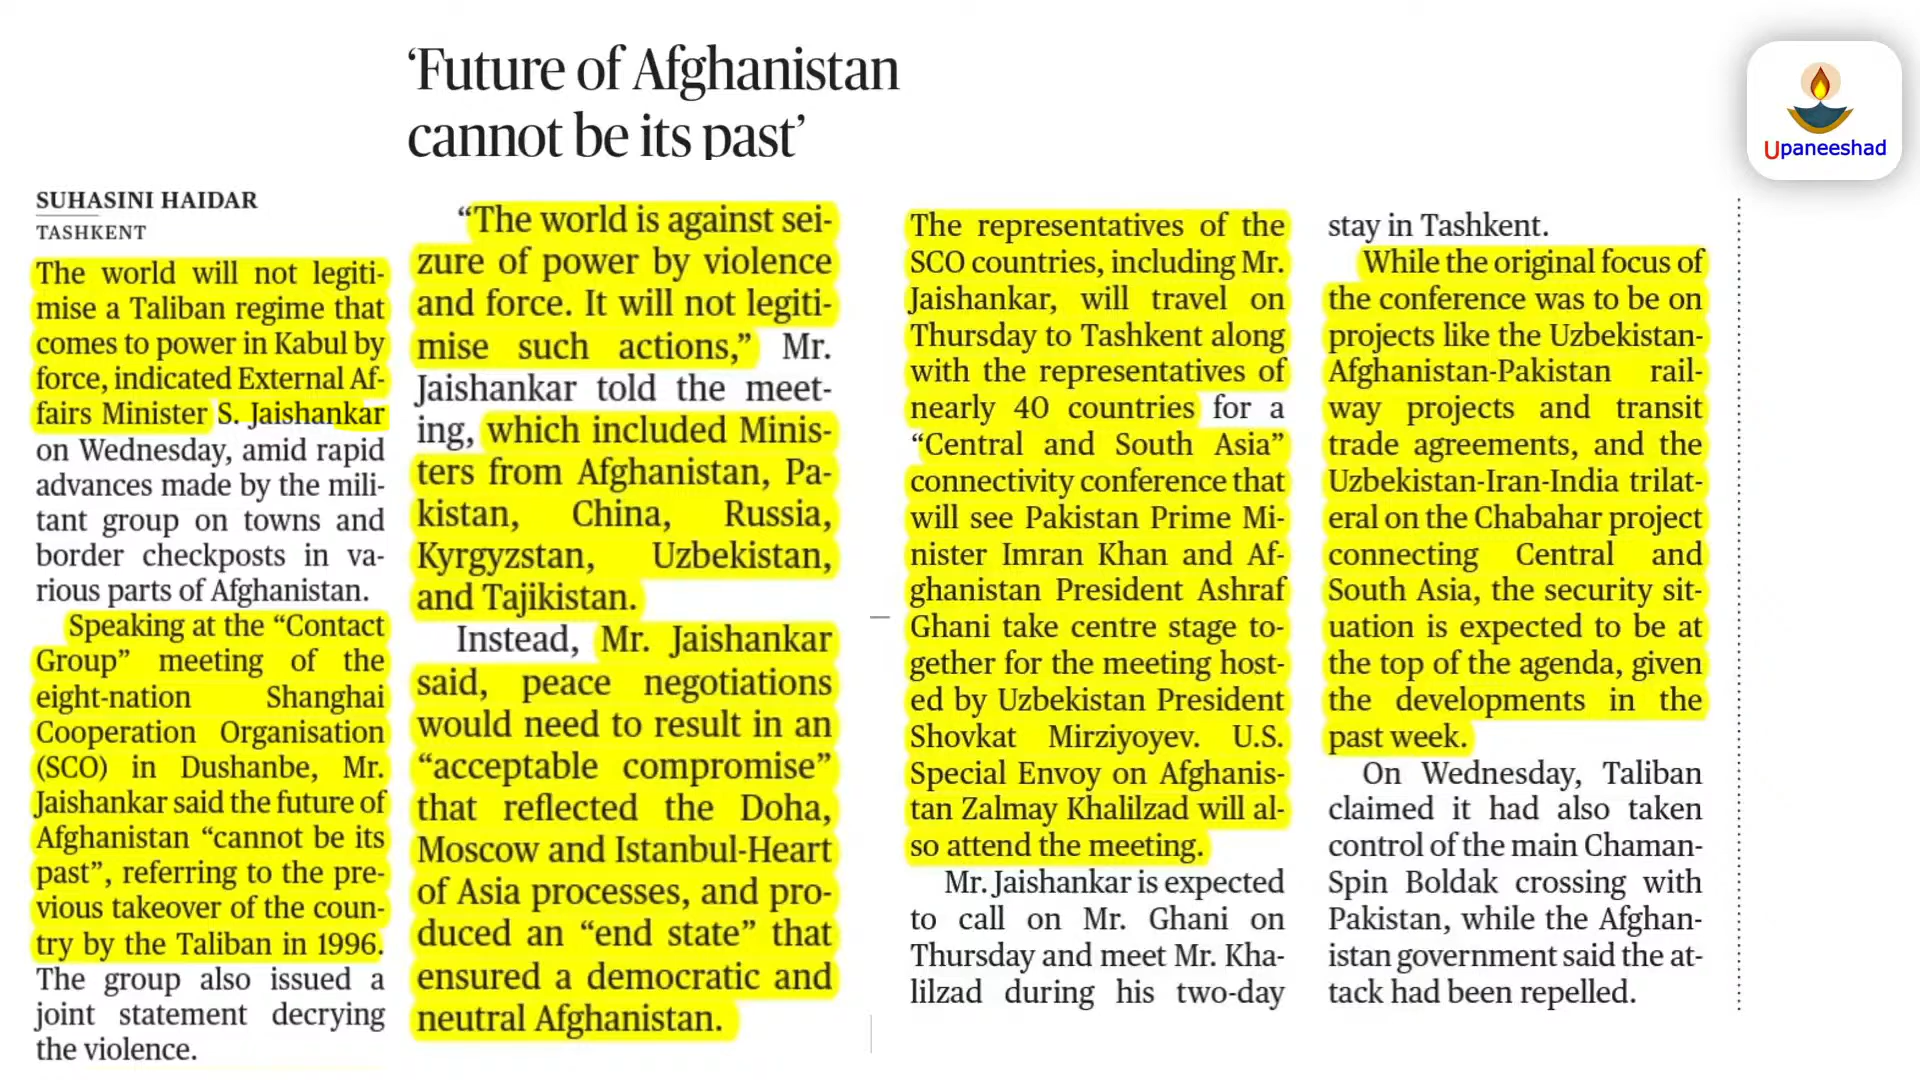 ‘Future of Afghanistan
cannot be its past’
Upaneeshad
SUHASINI HAIDAR
TASHKENT
The world will not legiti-
mise a Taliban regime that
comes to power in Kabul by
force, indicated External Af-
fairs Minister S. Jaishankar
on Wednesday, amid rapid
advances made by the mili-
tant group on towns and
border checkposts in va-
rious parts of Afghanistan.
Speaking at the “Contact
Group” meeting of the
eight-nation Shanghai
Cooperation Organisation
(SCO) in Dushanbe, Mr.
Jaishankar said the future of
Afghanistan “cannot be its
past”, referring to the pre-
vious takeover of the coun-
try by the Taliban in 1996.
The group also issued a
joint statement decrying
the violence.
“The world is against sei-
zure of power by violence
and force. It will not legiti-
mise such actions,” Mr.
Jaishankar told the meet-
ing, which included Minis-
ters from Afghanistan, Pa-
kistan, China, Russia,
Kyrgyzstan, Uzbekistan,
and Tajikistan.
Instead, Mr. Jaishankar
said, peace negotiations
would need to result in an
“acceptable compromise”
that reflected the Doha,
Moscow and Istanbul-Heart
of Asia processes, and pro-
duced an “end state” that
ensured a democratic and
neutral Afghanistan.
The representatives of the
SCO countries, including Mr.
Jaishankar, will travel on
Thursday to Tashkent along
with the representatives of
nearly 40 countries for a
“Central and South Asia”
connectivity conference that
will see Pakistan Prime Mi-
nister Imran Khan and Af-
ghanistan President Ashraf
Ghani take centre stage to-
gether for the meeting host-
ed by Uzbekistan President
Shovkat Mirziyoyev. U.S.
Special Envoy on Afghanis-
tan Zalmay Khalilzad will al-
so attend the meeting.
Mr. Jaishankar is expected
to call on Mr. Ghani on
Thursday and meet Mr. Kha-
lilzad during his two-day
stay in Tashkent.
While the original focus of
the conference was to be on
projects like the Uzbekistan-
Afghanistan-Pakistan rail-
way projects and transit
trade agreements, and the
Uzbekistan-Iran-India trilat-
eral on the Chabahar project
connecting Central and
South Asia, the security sit-
uation is expected to be at
the top of the agenda, given
the developments in the
past week.
On Wednesday, Taliban
claimed it had also taken
control of the main Chaman-
Spin Boldak crossing with
Pakistan, while the Afghan-
istan government said the at-
tack had been repelled.